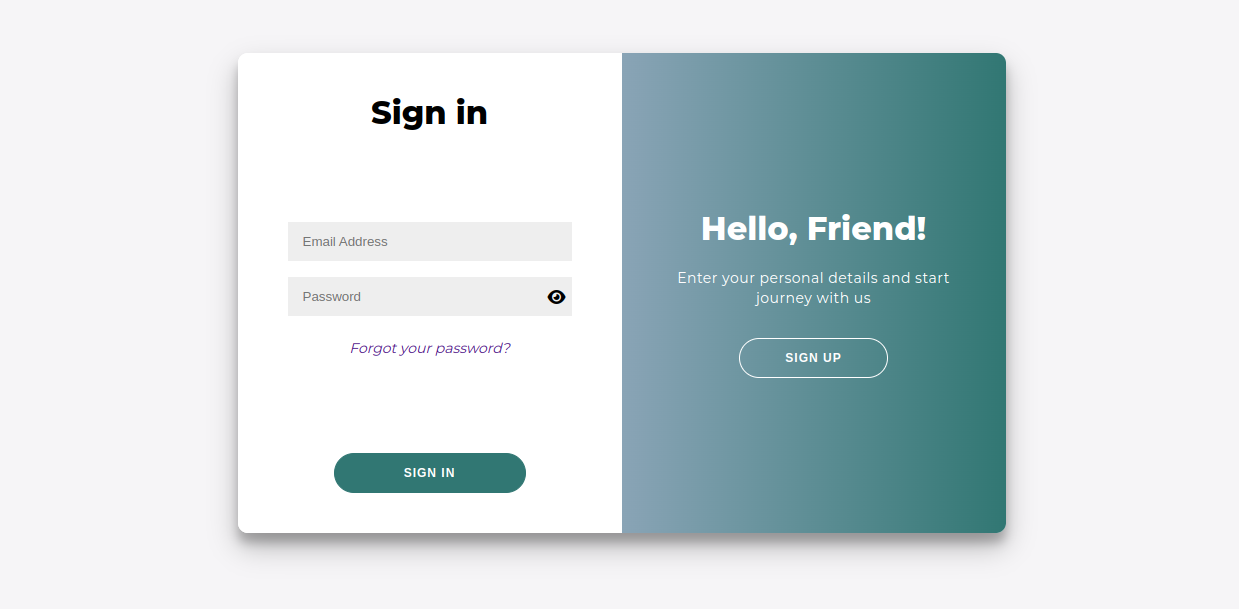 Sign in
Email Address
Password
Forgot your password?
SIGN IN
Hello, Friend!
Enter your personal details and start
journey with us
SIGN UP